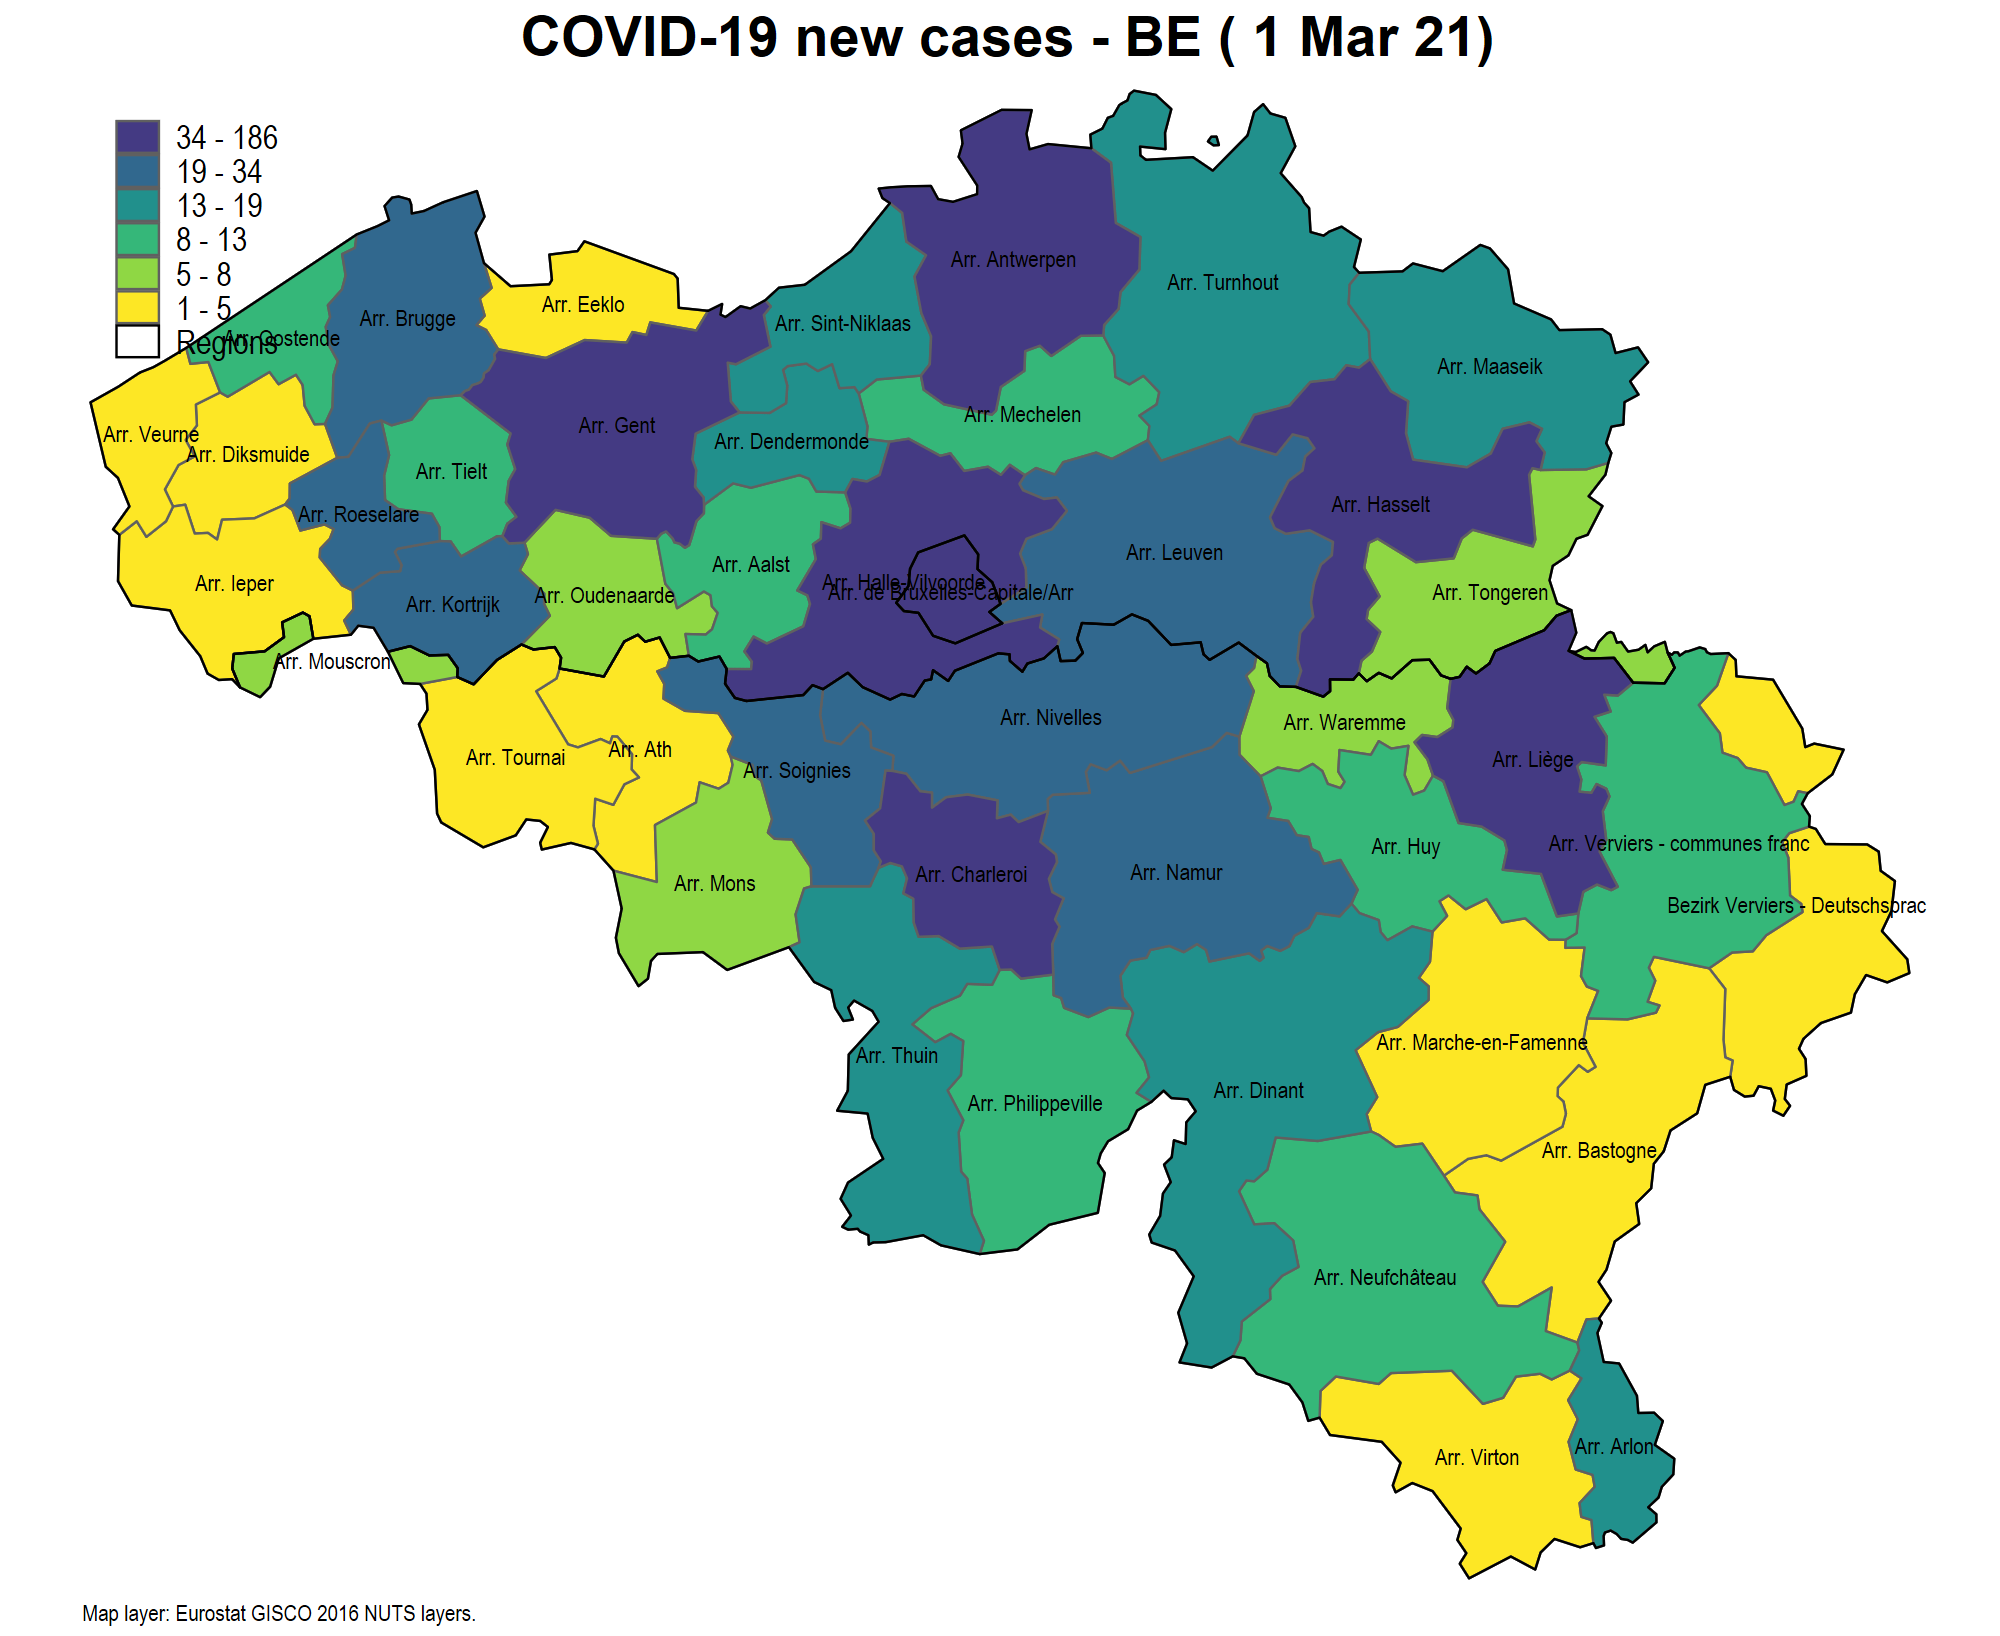 COVID-19 new cases - BE ( 1 Mar 21)
34 - 186
19 - 34
13 - 19
8 - 13
5 - 8
1 - 5
Regions
Arr. Antwerpen
Arr. Turnhout
Arr. Eeklo
Arr. Brugge
Arr. Sint-Niklaas
Arr. Oostende
Arr. Maaseik
Arr. Mechelen
Arr. Gent
Arr. Veurne
Arr. Dendermonde
Arr. Diksmuide
Arr. Tielt
Arr. Hasselt
Arr. Roeselare
Arr. Leuven
Arr. Aalst
Arr. Ieper
Arr. Halle-Vilvoorde
Arr. de Bruxelles-Capitale/Arr
Arr. Tongeren
Arr. Oudenaarde
Arr. Kortrijk
Arr. Mouscron
Arr. Nivelles
Arr. Waremme
Arr. Ath
Arr. Tournai
Arr. Liège
Arr. Soignies
Arr. Verviers - communes franc
Arr. Huy
Arr. Namur
Arr. Charleroi
Arr. Mons
Bezirk Verviers - Deutschsprac
Arr. Marche-en-Famenne
Arr. Thuin
Arr. Dinant
Arr. Philippeville
Arr. Bastogne
Arr. Neufchâteau
Arr. Arlon
Arr. Virton
Map layer: Eurostat GISCO 2016 NUTS layers.